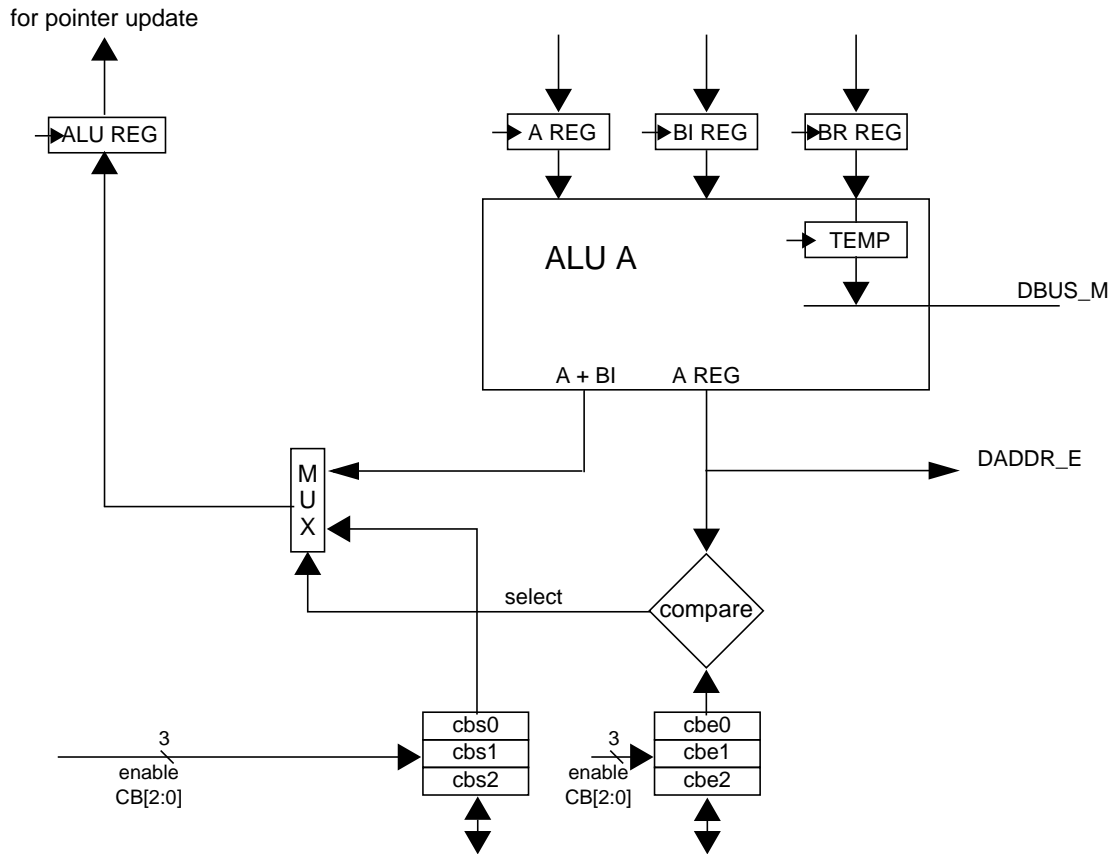 for pointer update
ALU REG
A REG
BI REG
BR REG
TEMP
ALU A
DBUS_M
A + BI
A REG
M
U
X
DADDR_E
select
compare
cbs0
cbs1
cbs2
3
enable
CB[2:0]
cbe0
cbe1
cbe2
3
enable
CB[2:0]